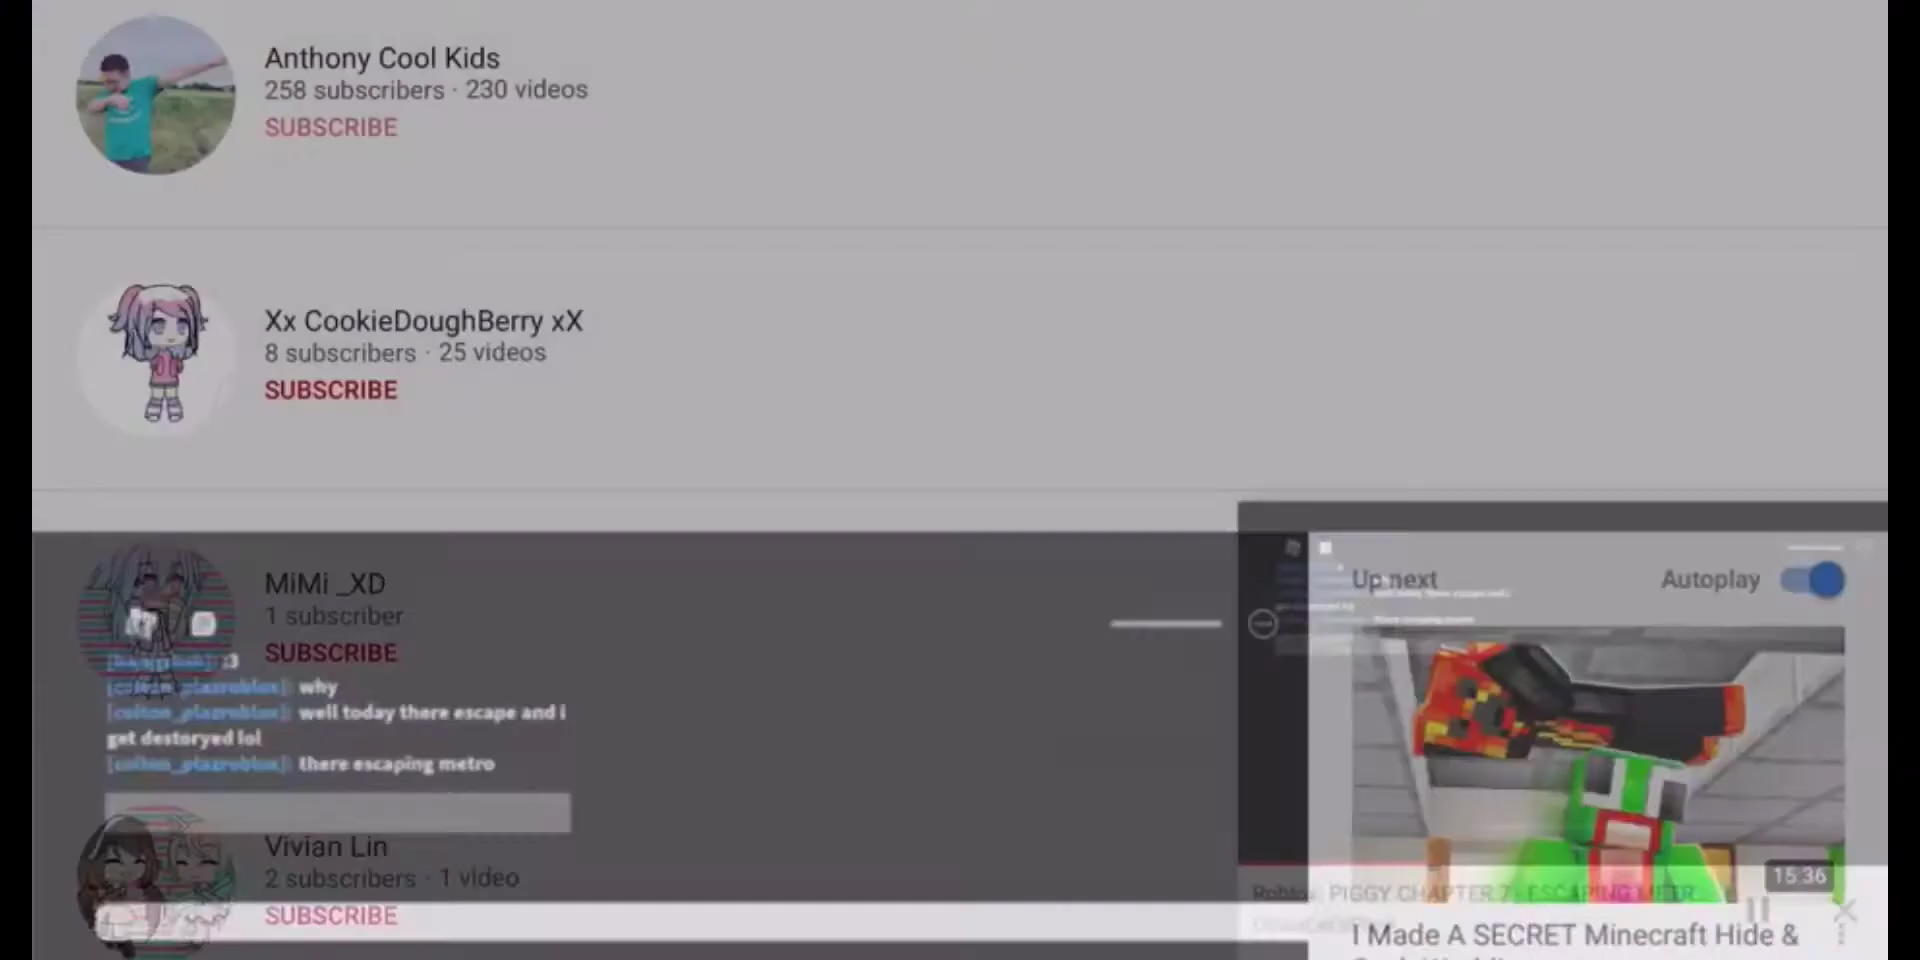 Anthony Cool Kids
258 subscribers · 230 videos
SUBSCRIBE
Xx CookieDoughBerry xX
8 subscribers · 25 videos
SUBSCRIBE
MiMi _XD
1 subscriber
SUBSCRIBE
:3
why
well today there escape and i
get destoryed lol
there escaping metro
Vivian Lin
2 subscribers · 1 video
SUBSCRIBE
Up next
Autoplay
15:36
Roblox PIGGY CHAPTER 7 ESCAPING
I Made A SECRET Minecraft Hide &